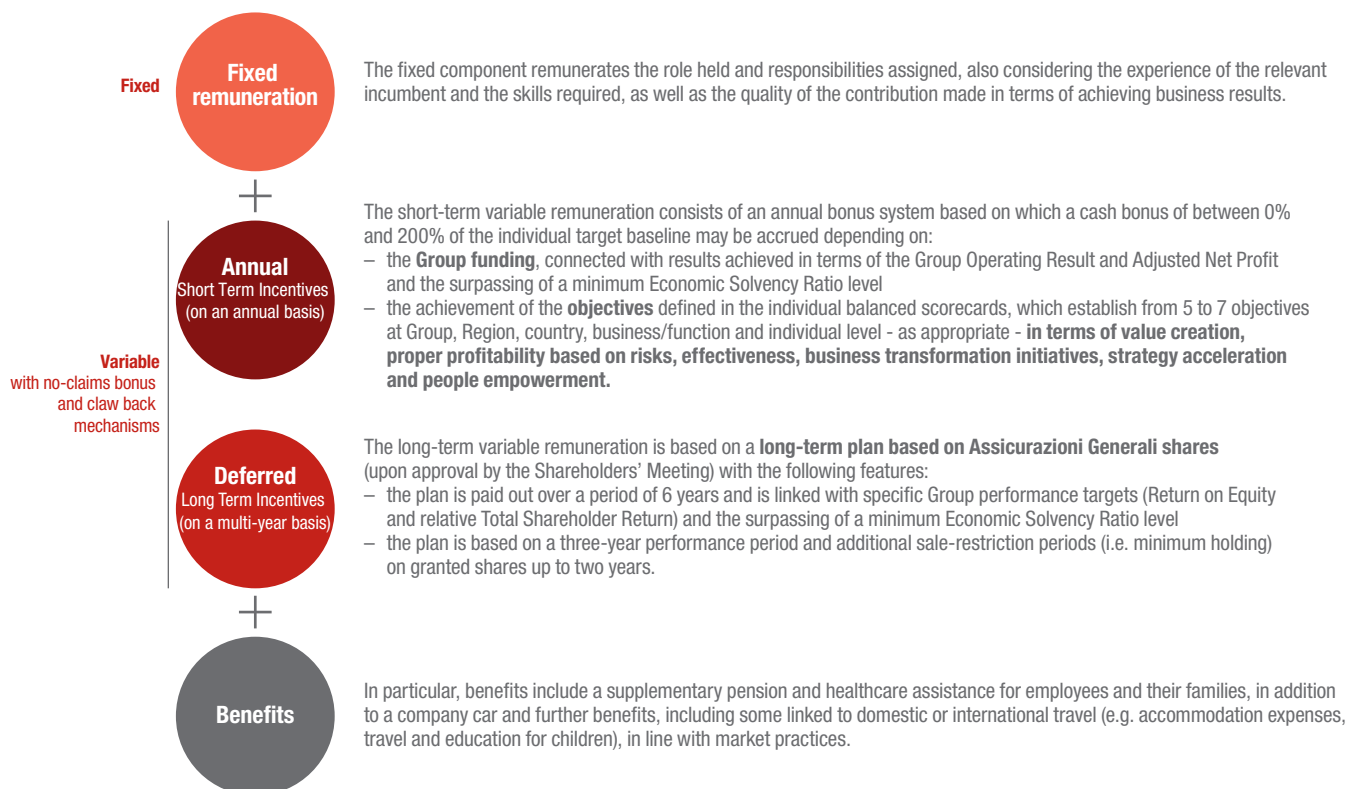 Fixed
Fixed
remuneration
The fixed component remunerates the role held and responsibilities assigned, also considering the experience of the relevant
incumbent and the skills required, as well as the quality of the contribution made in terms of achieving business results.
Variable
with no-claims bonus
and claw back
mechanisms
Annual
Short Term Incentives
(on an annual basis)
The short-term variable remuneration consists of an annual bonus system based on which a cash bonus of between 0%
and 200% of the individual target baseline may be accrued depending on:
– the Group funding, connected with results achieved in terms of the Group Operating Result and Adjusted Net Profit
and the surpassing of a minimum Economic Solvency Ratio level
– the achievement of the objectives defined in the individual balanced scorecards, which establish from 5 to 7 objectives
at Group, Region, country, business/function and individual level - as appropriate - in terms of value creation,
proper profitability based on risks, effectiveness, business transformation initiatives, strategy acceleration
and people empowerment.
Deferred
Long Term Incentives
(on a multi-year basis)
The long-term variable remuneration is based on a long-term plan based on Assicurazioni Generali shares
(upon approval by the Shareholders' Meeting) with the following features:
– the plan is paid out over a period of 6 years and is linked with specific Group performance targets (Return on Equity
and relative Total Shareholder Return) and the surpassing of a minimum Economic Solvency Ratio level
– the plan is based on a three-year performance period and additional sale-restriction periods (i.e. minimum holding)
on granted shares up to two years.
Benefits
In particular, benefits include a supplementary pension and healthcare assistance for employees and their families, in addition
to a company car and further benefits, including some linked to domestic or international travel (e.g. accommodation expenses,
travel and education for children), in line with market practices.